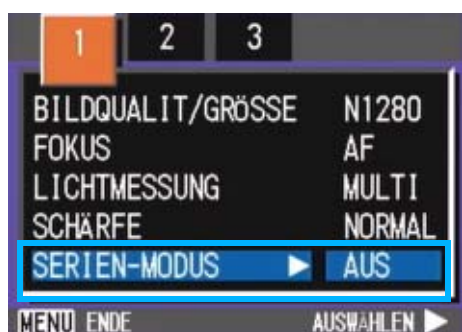 1 2 3
BILDQUALIT/GRÖSSE N1280
FOKUS AF
LICHTMESSUNG MULTI
SCHÄRFE NORMAL
SERIEN-MODUS ▶ AUS
MENU ENDE AUSWÄHLEN ▶